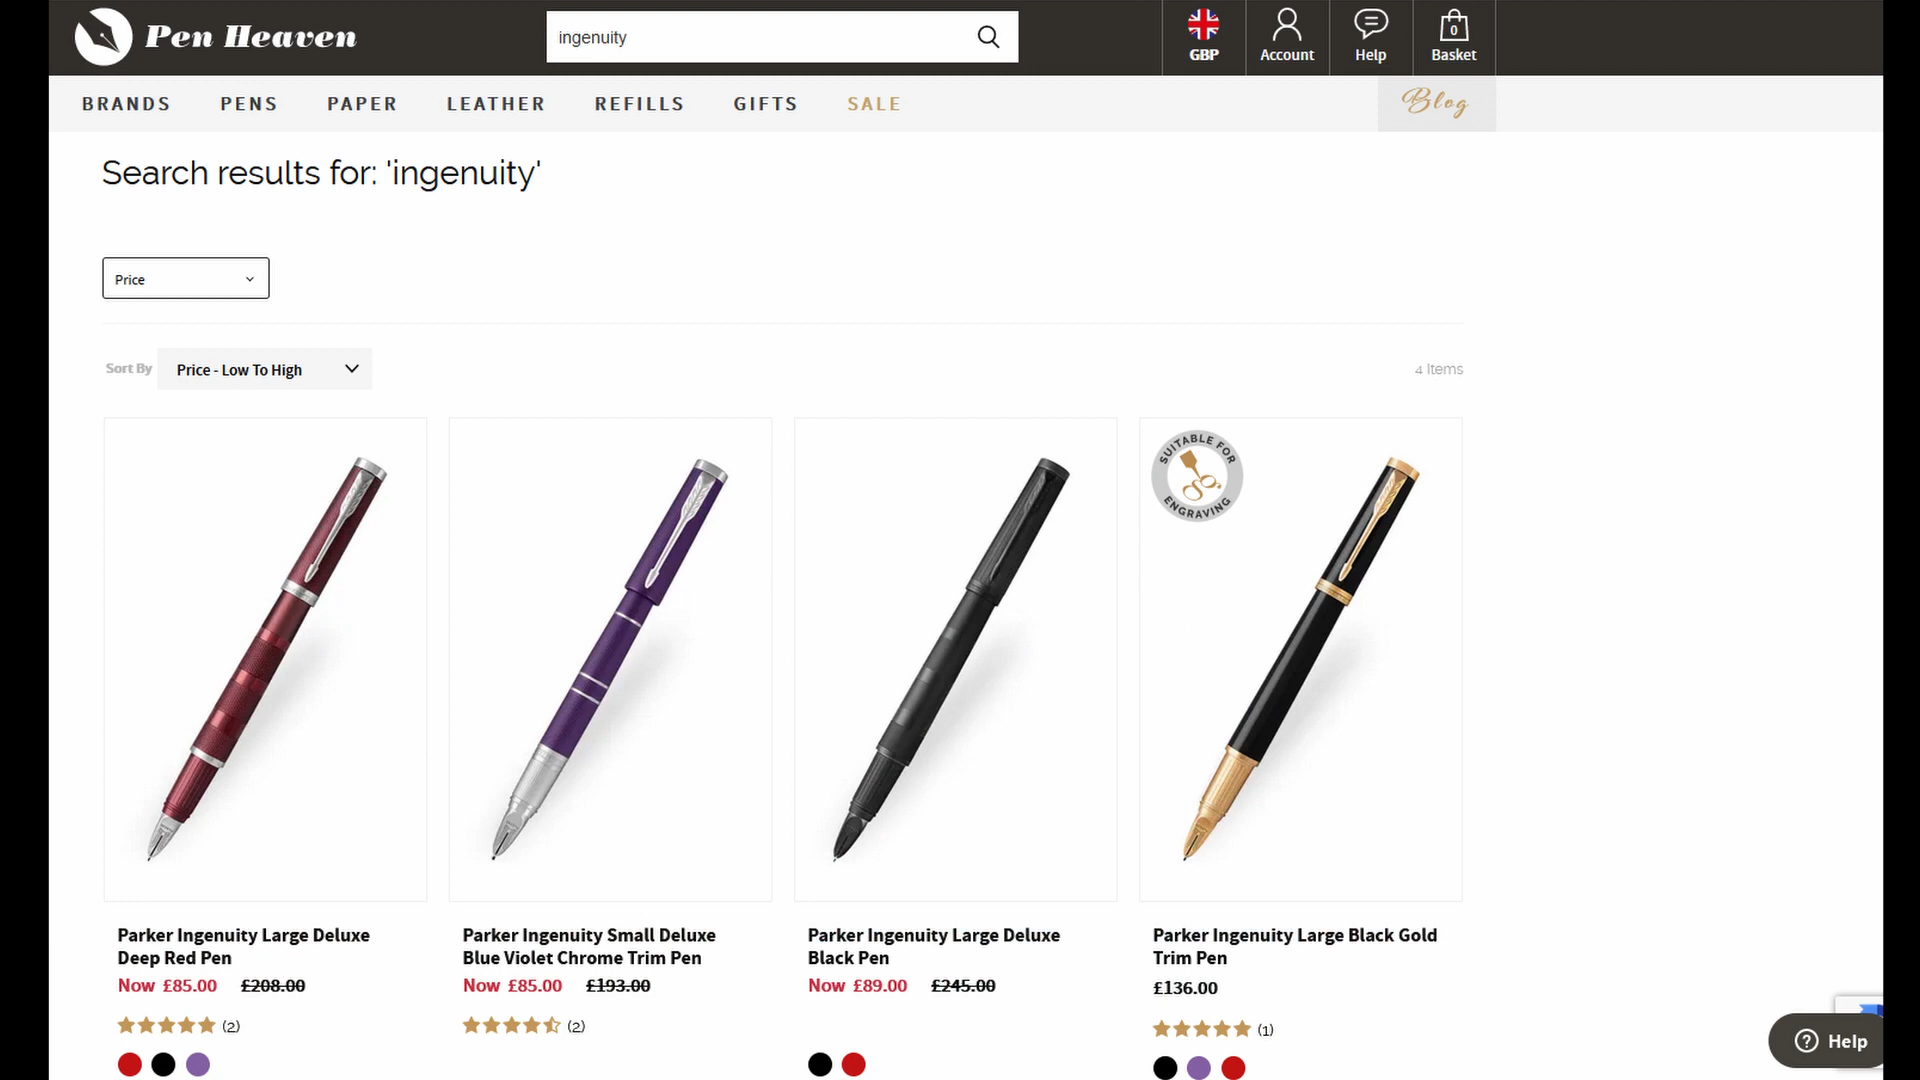 Pen Heaven
ingenuity
GBP
Account
Help
0
Basket
BRANDS
PENS
PAPER
LEATHER
REFILLS
GIFTS
SALE
Blog
Search results for: 'ingenuity'
Price
Sort By
Price - Low To High
4 Items
SUITABLE FOR
ENGRAVING
Parker Ingenuity Large Deluxe
Deep Red Pen
Now £85.00 £208.00
(2)
Parker Ingenuity Small Deluxe
Blue Violet Chrome Trim Pen
Now £85.00 £193.00
(2)
Parker Ingenuity Large Deluxe
Black Pen
Now £89.00 £245.00
Parker Ingenuity Large Black Gold
Trim Pen
£136.00
(1)
Help